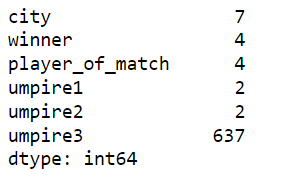 city 7
winner 4
player_of_match 4
umpire1 2
umpire2 2
umpire3 637
dtype: int64